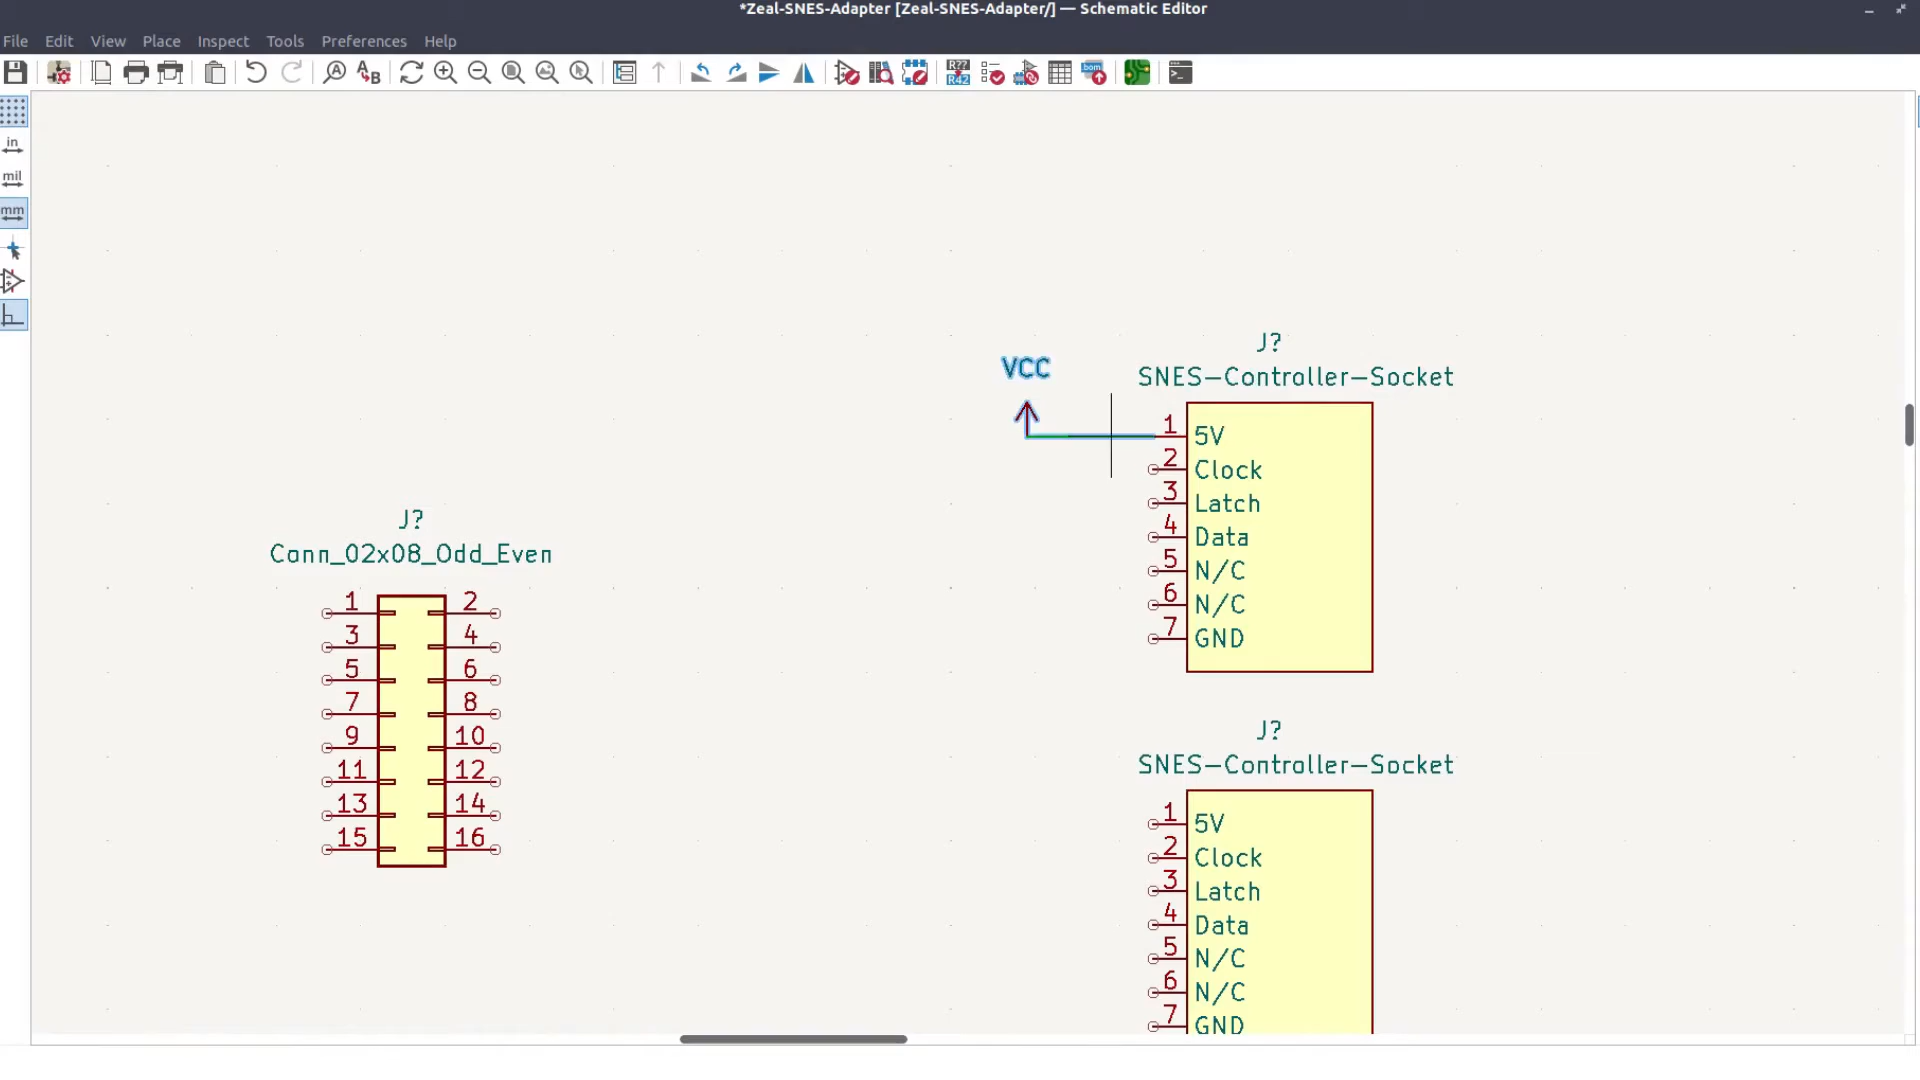 *Zeal-SNES-Adapter [Zeal-SNES-Adapter/] — Schematic Editor
File Edit View Place Inspect Tools Preferences Help
A
A B
R??
R42
bom
>_
in
mil
mm
VCC
J?
SNES-Controller-Socket
1 5V
2 Clock
3 Latch
4 Data
5 N/C
6 N/C
7 GND
J?
Conn_02x08_Odd_Even
1 2
3 4
5 6
7 8
9 10
11 12
13 14
15 16
J?
SNES-Controller-Socket
1 5V
2 Clock
3 Latch
4 Data
5 N/C
6 N/C
7 GND